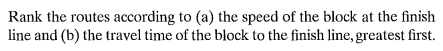 Rank the routes according to (a) the speed of the block at the finish
line and (b) the travel time of the block to the finish line, greatest first.